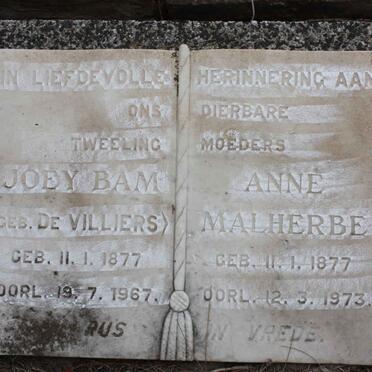 IN LIEFDEVOLLE HERINNERING AAN
ONS DIERBARE
TWEELING MOEDERS
JOEY BAM ANNE
(GEB. DE VILLIERS) MALHERBE
GEB. 11. 1. 1877 GEB. 11. 1. 1877
OORL. 19. 7. 1967. OORL. 12. 3. 1973.
RUS IN VREDE.